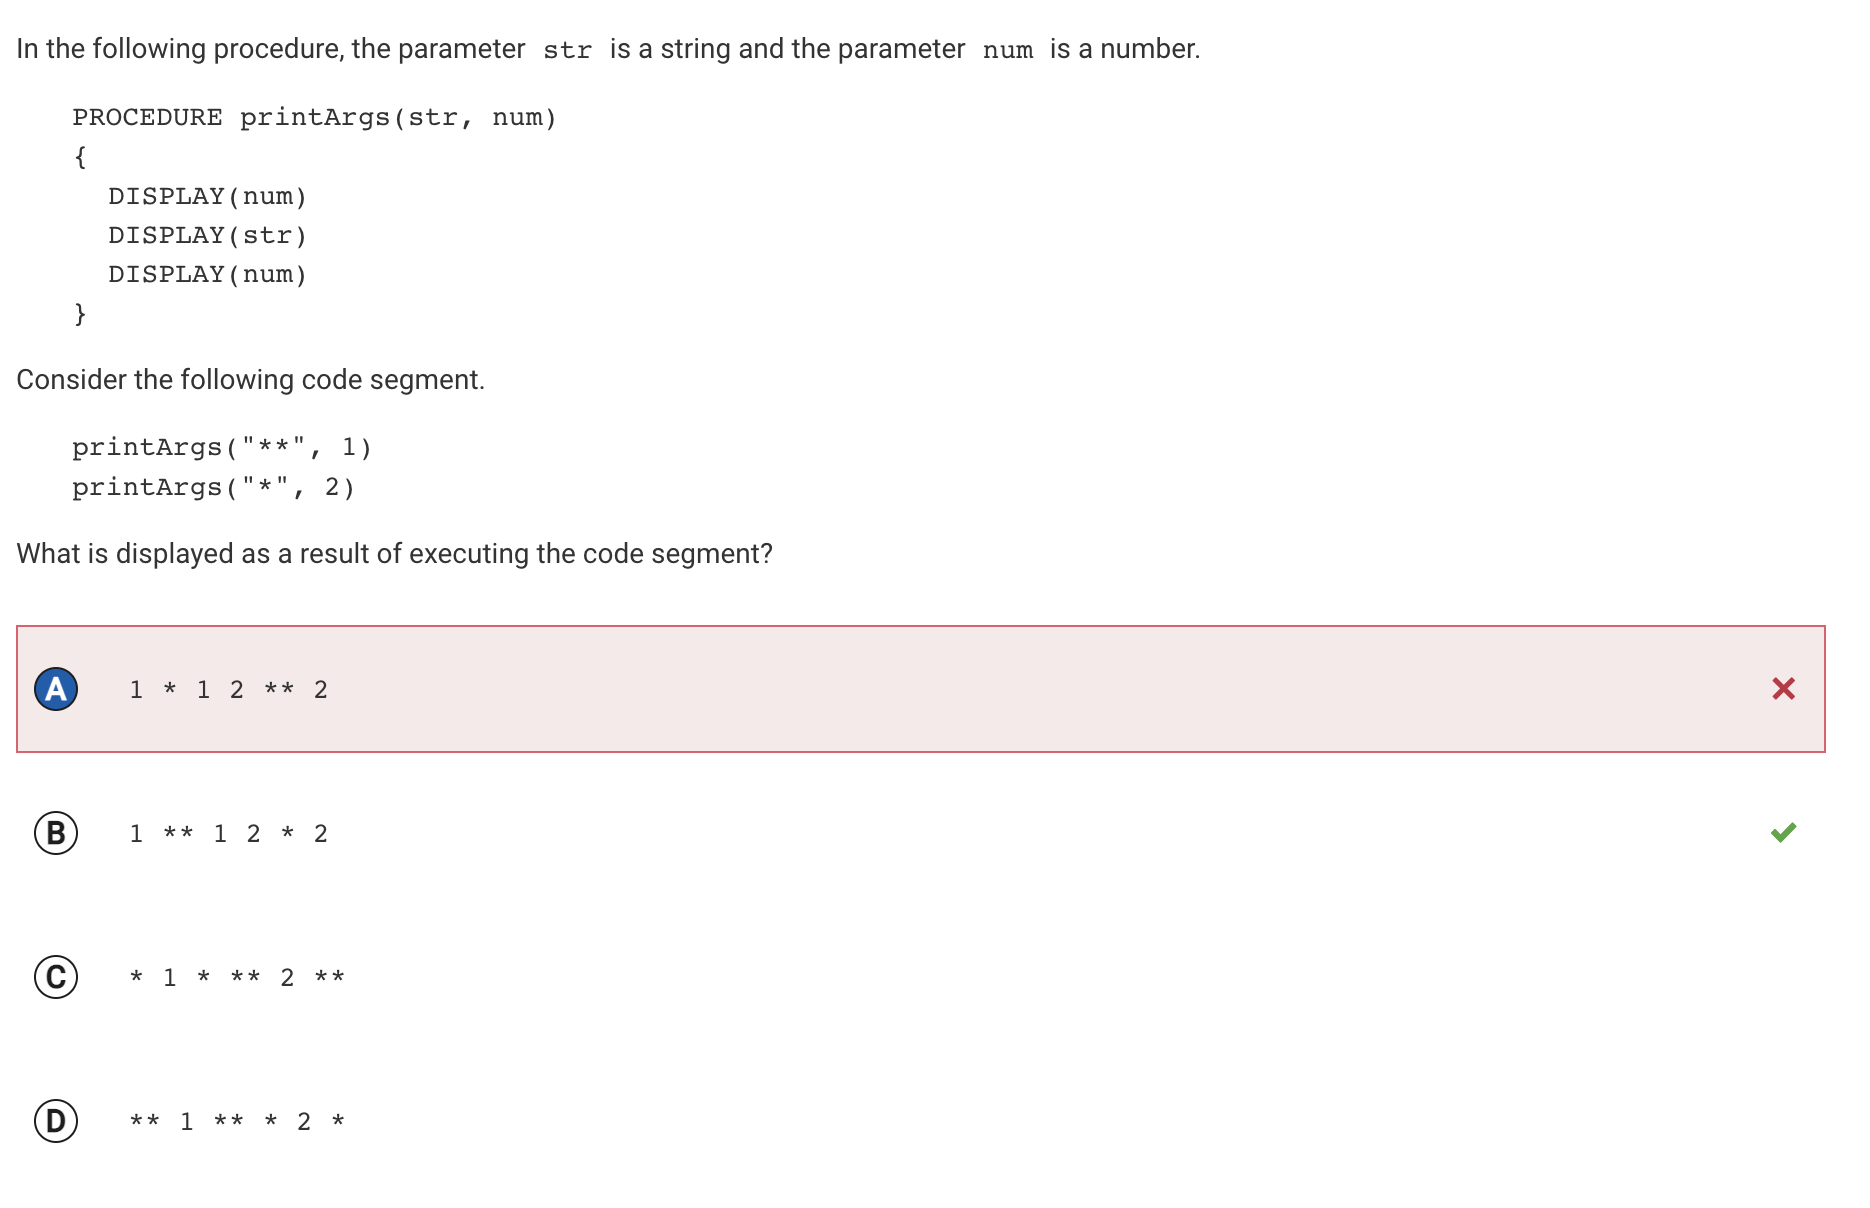 In the following procedure, the parameter str is a string and the parameter num is a number.
PROCEDURE printArgs(str, num)
{
DISPLAY(num)
DISPLAY(str)
DISPLAY(num)
}
Consider the following code segment.
printArgs("**", 1)
printArgs("*", 2)
What is displayed as a result of executing the code segment?
A 1 * 1 2 ** 2
B 1 ** 1 2 * 2
C * 1 * ** 2 **
D ** 1 ** * 2 *